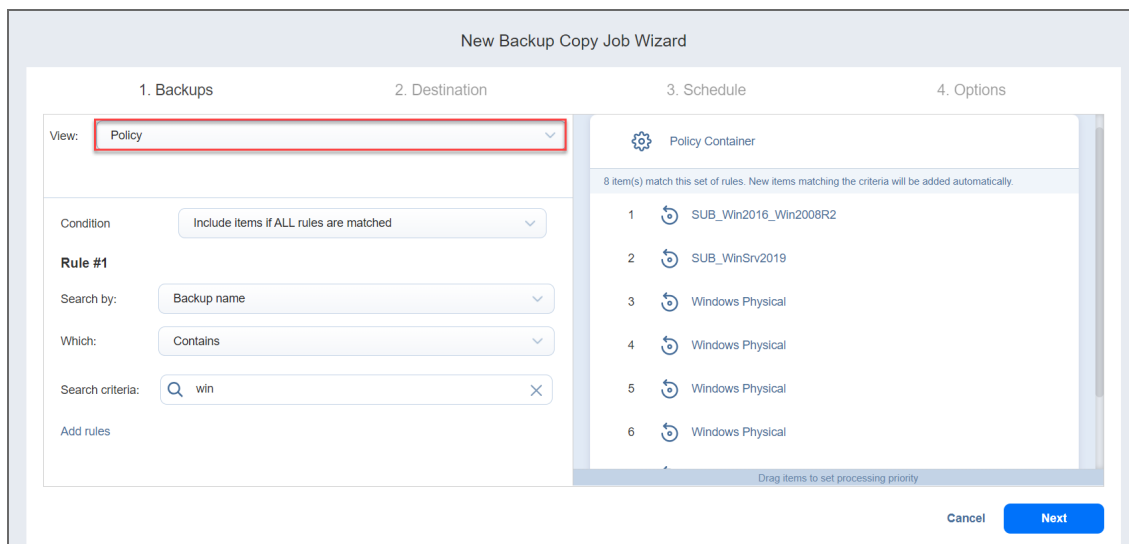 New Backup Copy Job Wizard
1. Backups
2. Destination
3. Schedule
4. Options
View:
Policy
Condition
Include items if ALL rules are matched
Rule #1
Search by:
Backup name
Which:
Contains
Search criteria:
win
Add rules
Policy Container
8 item(s) match this set of rules. New items matching the criteria will be added automatically.
1 SUB_Win2016_Win2008R2
2 SUB_WinSrv2019
3 Windows Physical
4 Windows Physical
5 Windows Physical
6 Windows Physical
Drag items to set processing priority
Cancel
Next